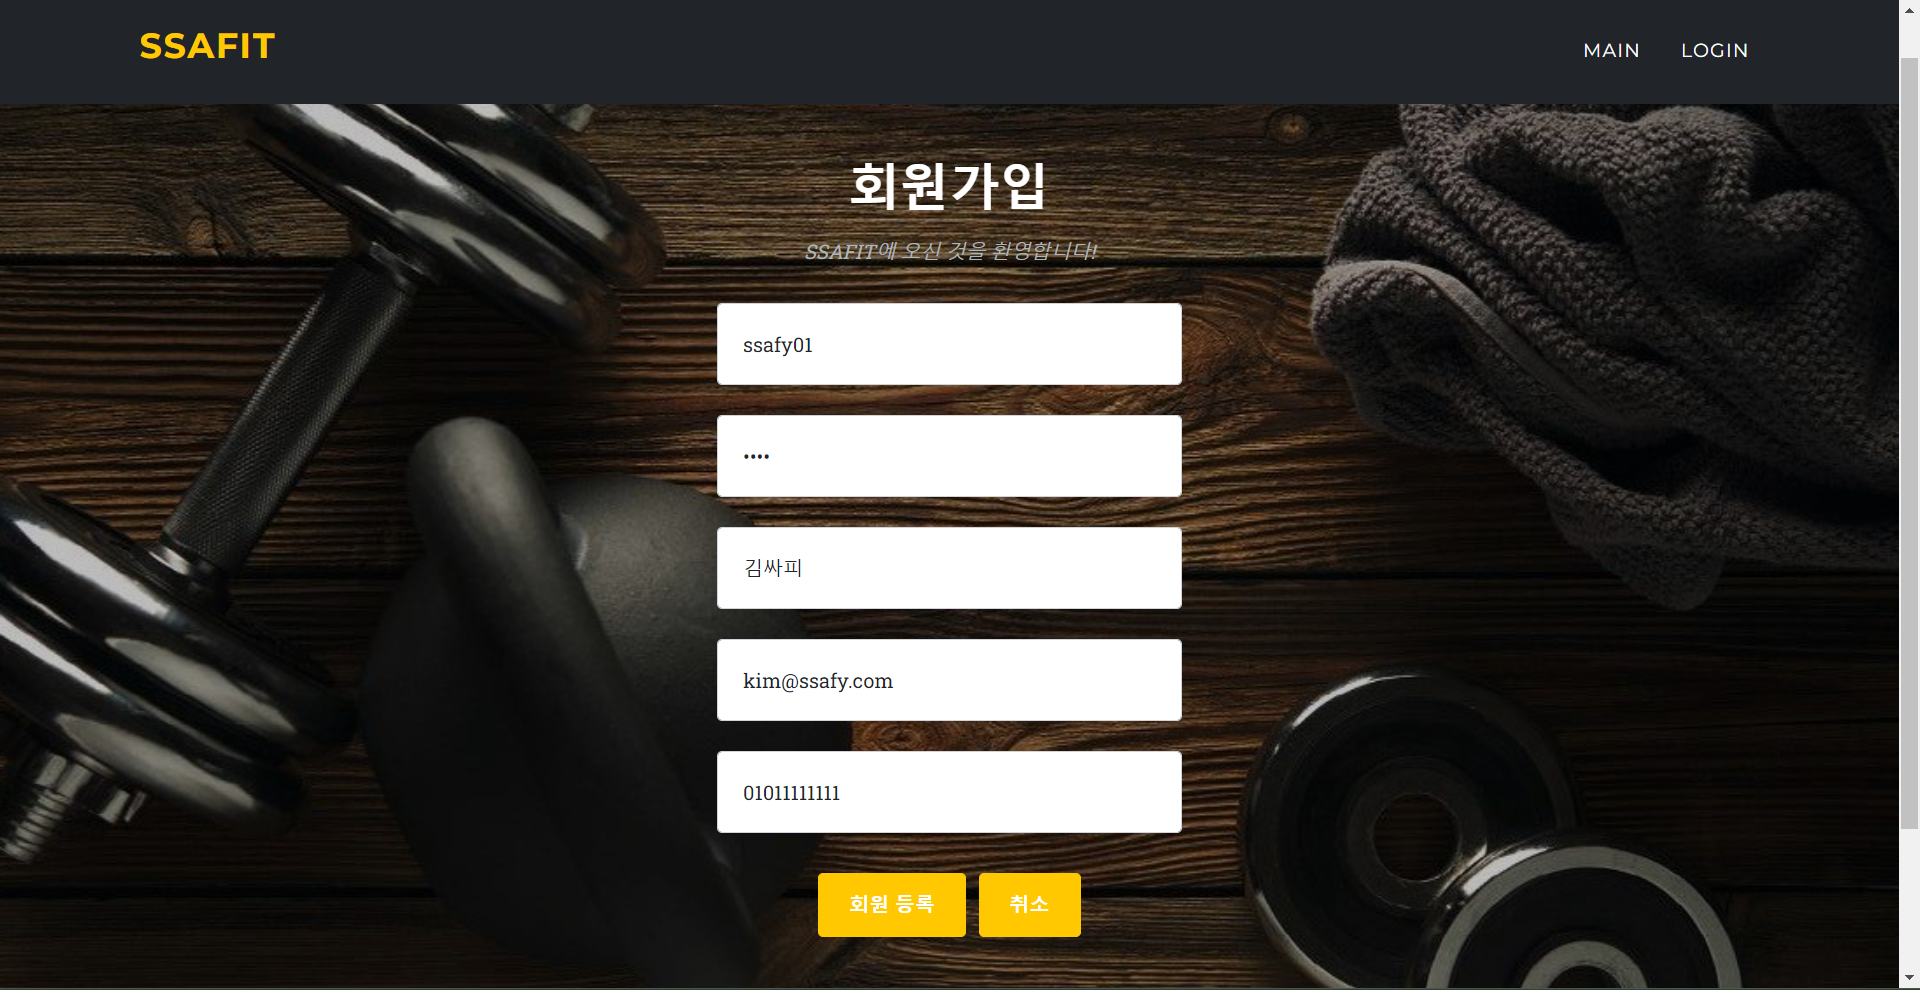 SSAFIT
MAIN LOGIN
회원가입
SSAFIT에 오신 것을 환영합니다!
ssafy01
••••
김싸피
kim@ssafy.com
01011111111
회원 등록 취소